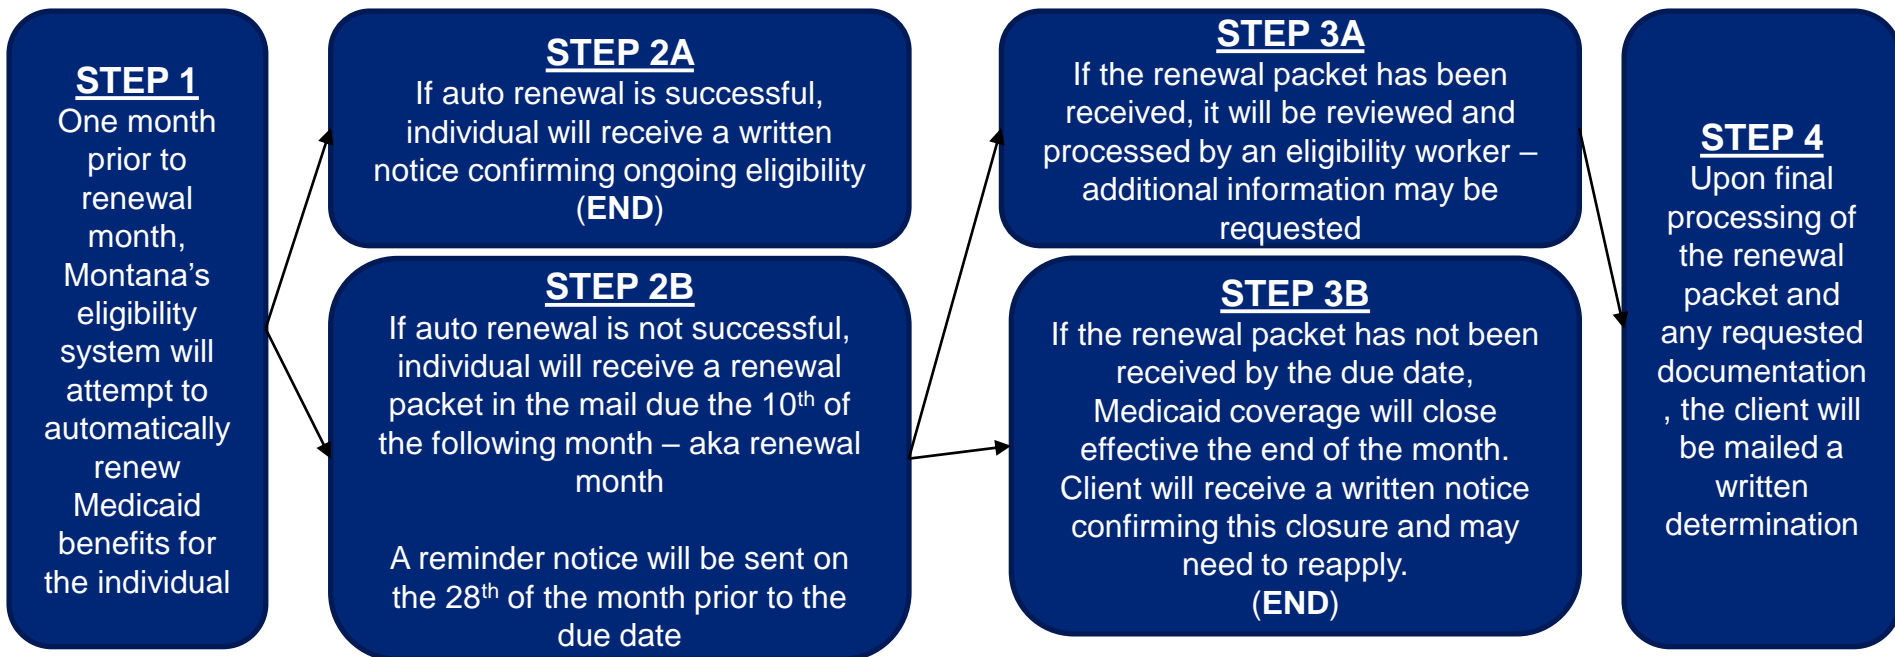 STEP 1
One month
prior to
renewal
month,
Montana’s
eligibility
system will
attempt to
automatically
renew
Medicaid
benefits for
the individual
STEP 2A
If auto renewal is successful,
individual will receive a written
notice confirming ongoing eligibility
(END)
STEP 2B
If auto renewal is not successful,
individual will receive a renewal
packet in the mail due the 10th of
the following month – aka renewal
month
A reminder notice will be sent on
the 28th of the month prior to the
due date
STEP 3A
If the renewal packet has been
received, it will be reviewed and
processed by an eligibility worker –
additional information may be
requested
STEP 3B
If the renewal packet has not been
received by the due date,
Medicaid coverage will close
effective the end of the month.
Client will receive a written notice
confirming this closure and may
need to reapply.
(END)
STEP 4
Upon final
processing of
the renewal
packet and
any requested
documentation
, the client will
be mailed a
written
determination